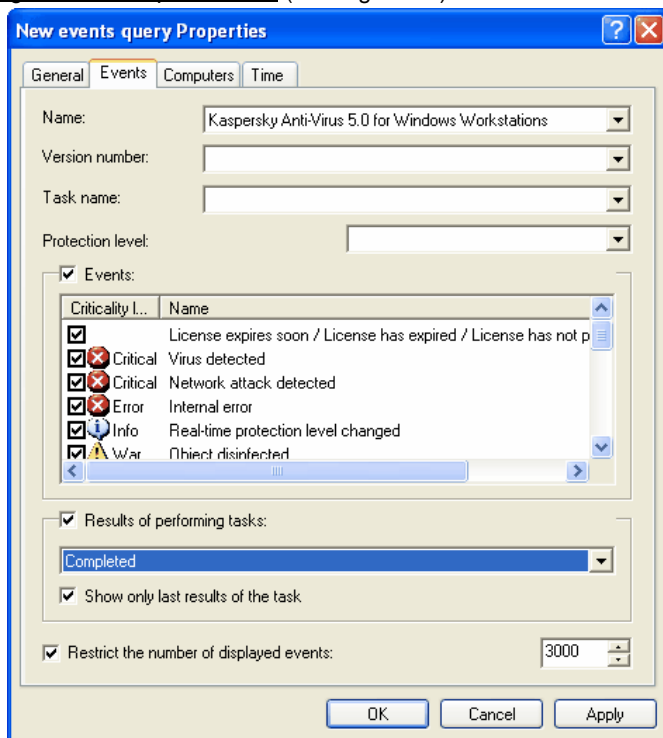 New events query Properties
General Events Computers Time
Name: Kaspersky Anti-Virus 5.0 for Windows Workstations
Version number:
Task name:
Protection level:
Events:
Criticality l... Name
License expires soon / License has expired / License has not p
Critical Virus detected
Critical Network attack detected
Error Internal error
Info Real-time protection level changed
War Object disinfected
Results of performing tasks:
Completed
Show only last results of the task
Restrict the number of displayed events: 3000
OK Cancel Apply